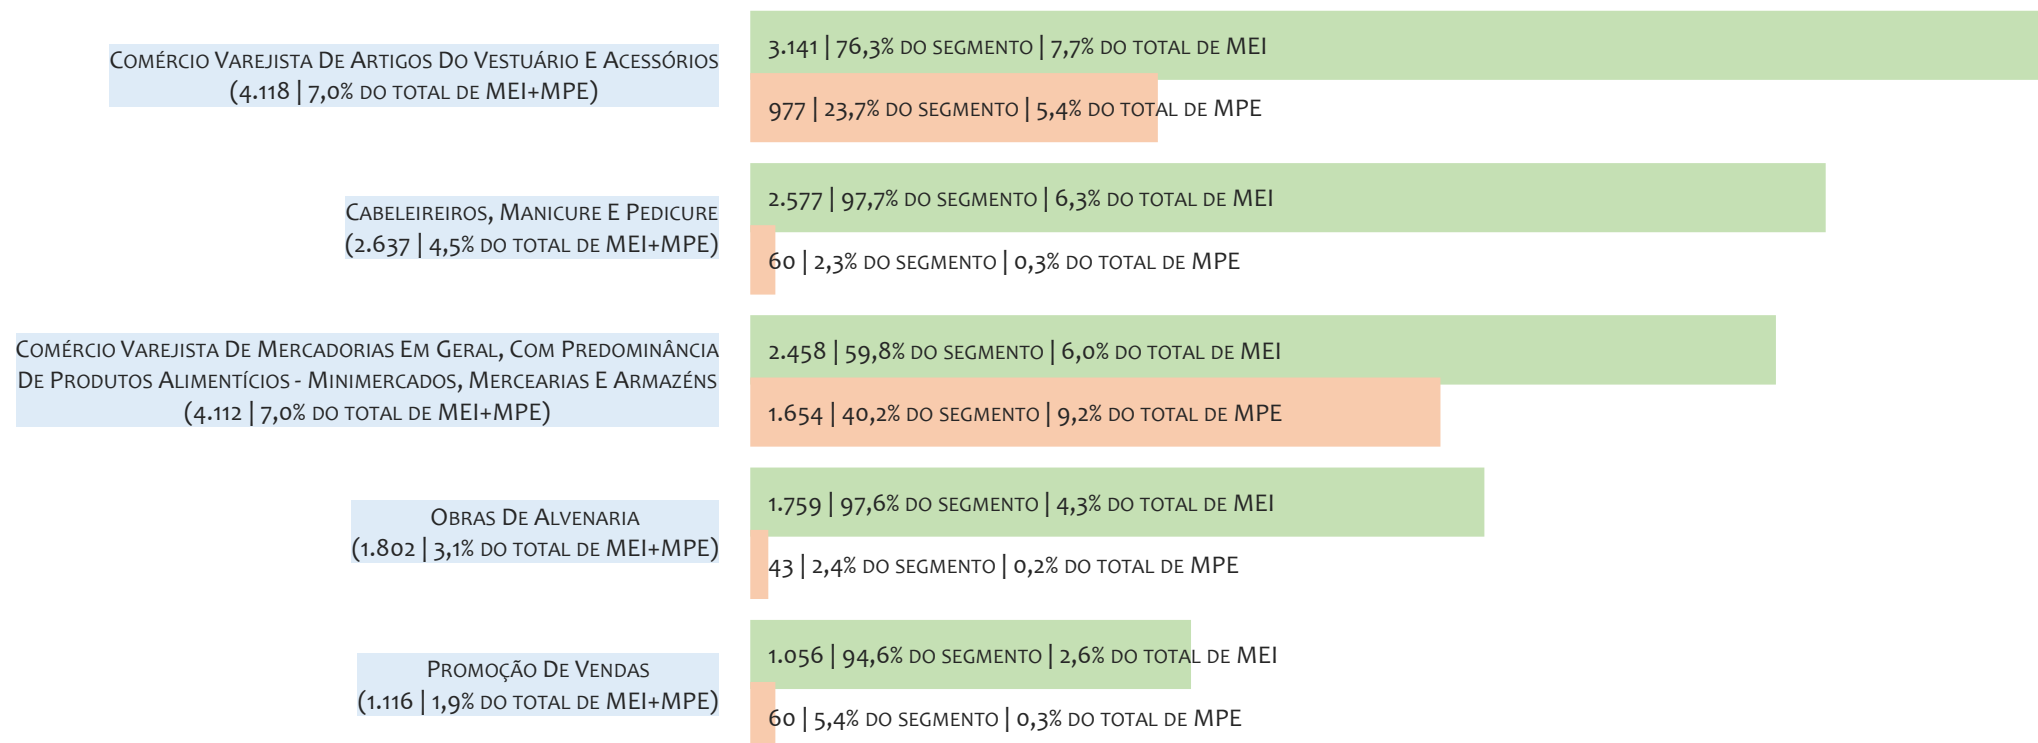 Comércio Varejista De Artigos Do Vestuário E Acessórios
(4.118 | 7,0% do total de MEI+MPE)
3.141 | 76,3% do segmento | 7,7% do total de MEI
977 | 23,7% do segmento | 5,4% do total de MPE
Cabeleireiros, Manicure E Pedicure
(2.637 | 4,5% do total de MEI+MPE)
2.577 | 97,7% do segmento | 6,3% do total de MEI
60 | 2,3% do segmento | 0,3% do total de MPE
Comércio Varejista De Mercadorias Em Geral, Com Predominância
De Produtos Alimentícios - Minimercados, Mercearias E Armazéns
(4.112 | 7,0% do total de MEI+MPE)
2.458 | 59,8% do segmento | 6,0% do total de MEI
1.654 | 40,2% do segmento | 9,2% do total de MPE
Obras De Alvenaria
(1.802 | 3,1% do total de MEI+MPE)
1.759 | 97,6% do segmento | 4,3% do total de MEI
43 | 2,4% do segmento | 0,2% do total de MPE
Promoção De Vendas
(1.116 | 1,9% do total de MEI+MPE)
1.056 | 94,6% do segmento | 2,6% do total de MEI
60 | 5,4% do segmento | 0,3% do total de MPE